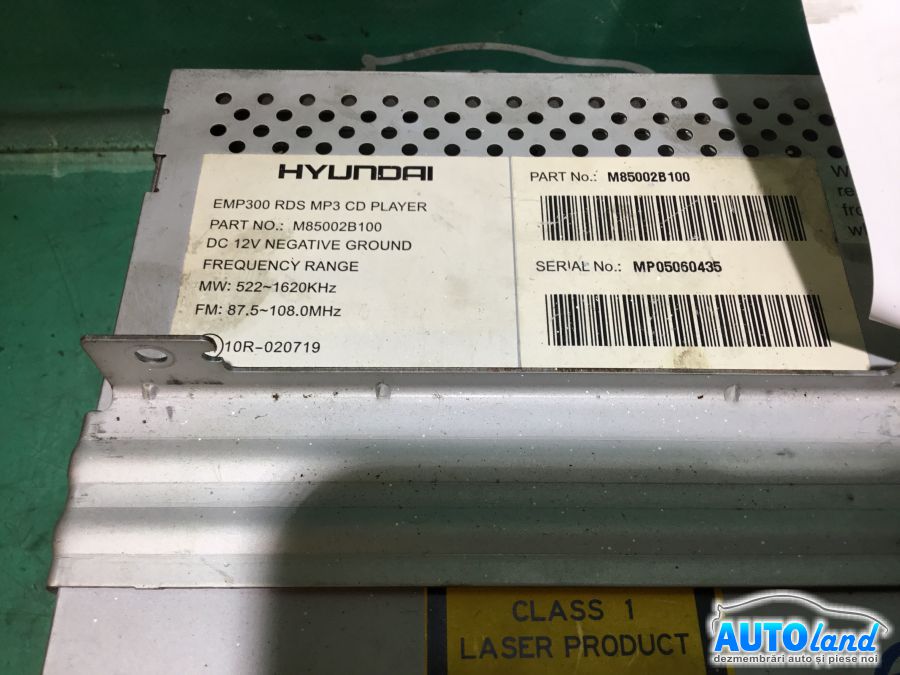 HYUNDAI
EMP300 RDS MP3 CD PLAYER
PART NO.: M85002B100
DC 12V NEGATIVE GROUND
FREQUENCY RANGE
MW: 522~1620KHz
FM: 87.5~108.0MHz
10R-020719
PART No.: M85002B100
SERIAL No.: MP05060435
CLASS 1
LASER PRODUCT
AUTOland
dezmembrări auto și piese noi